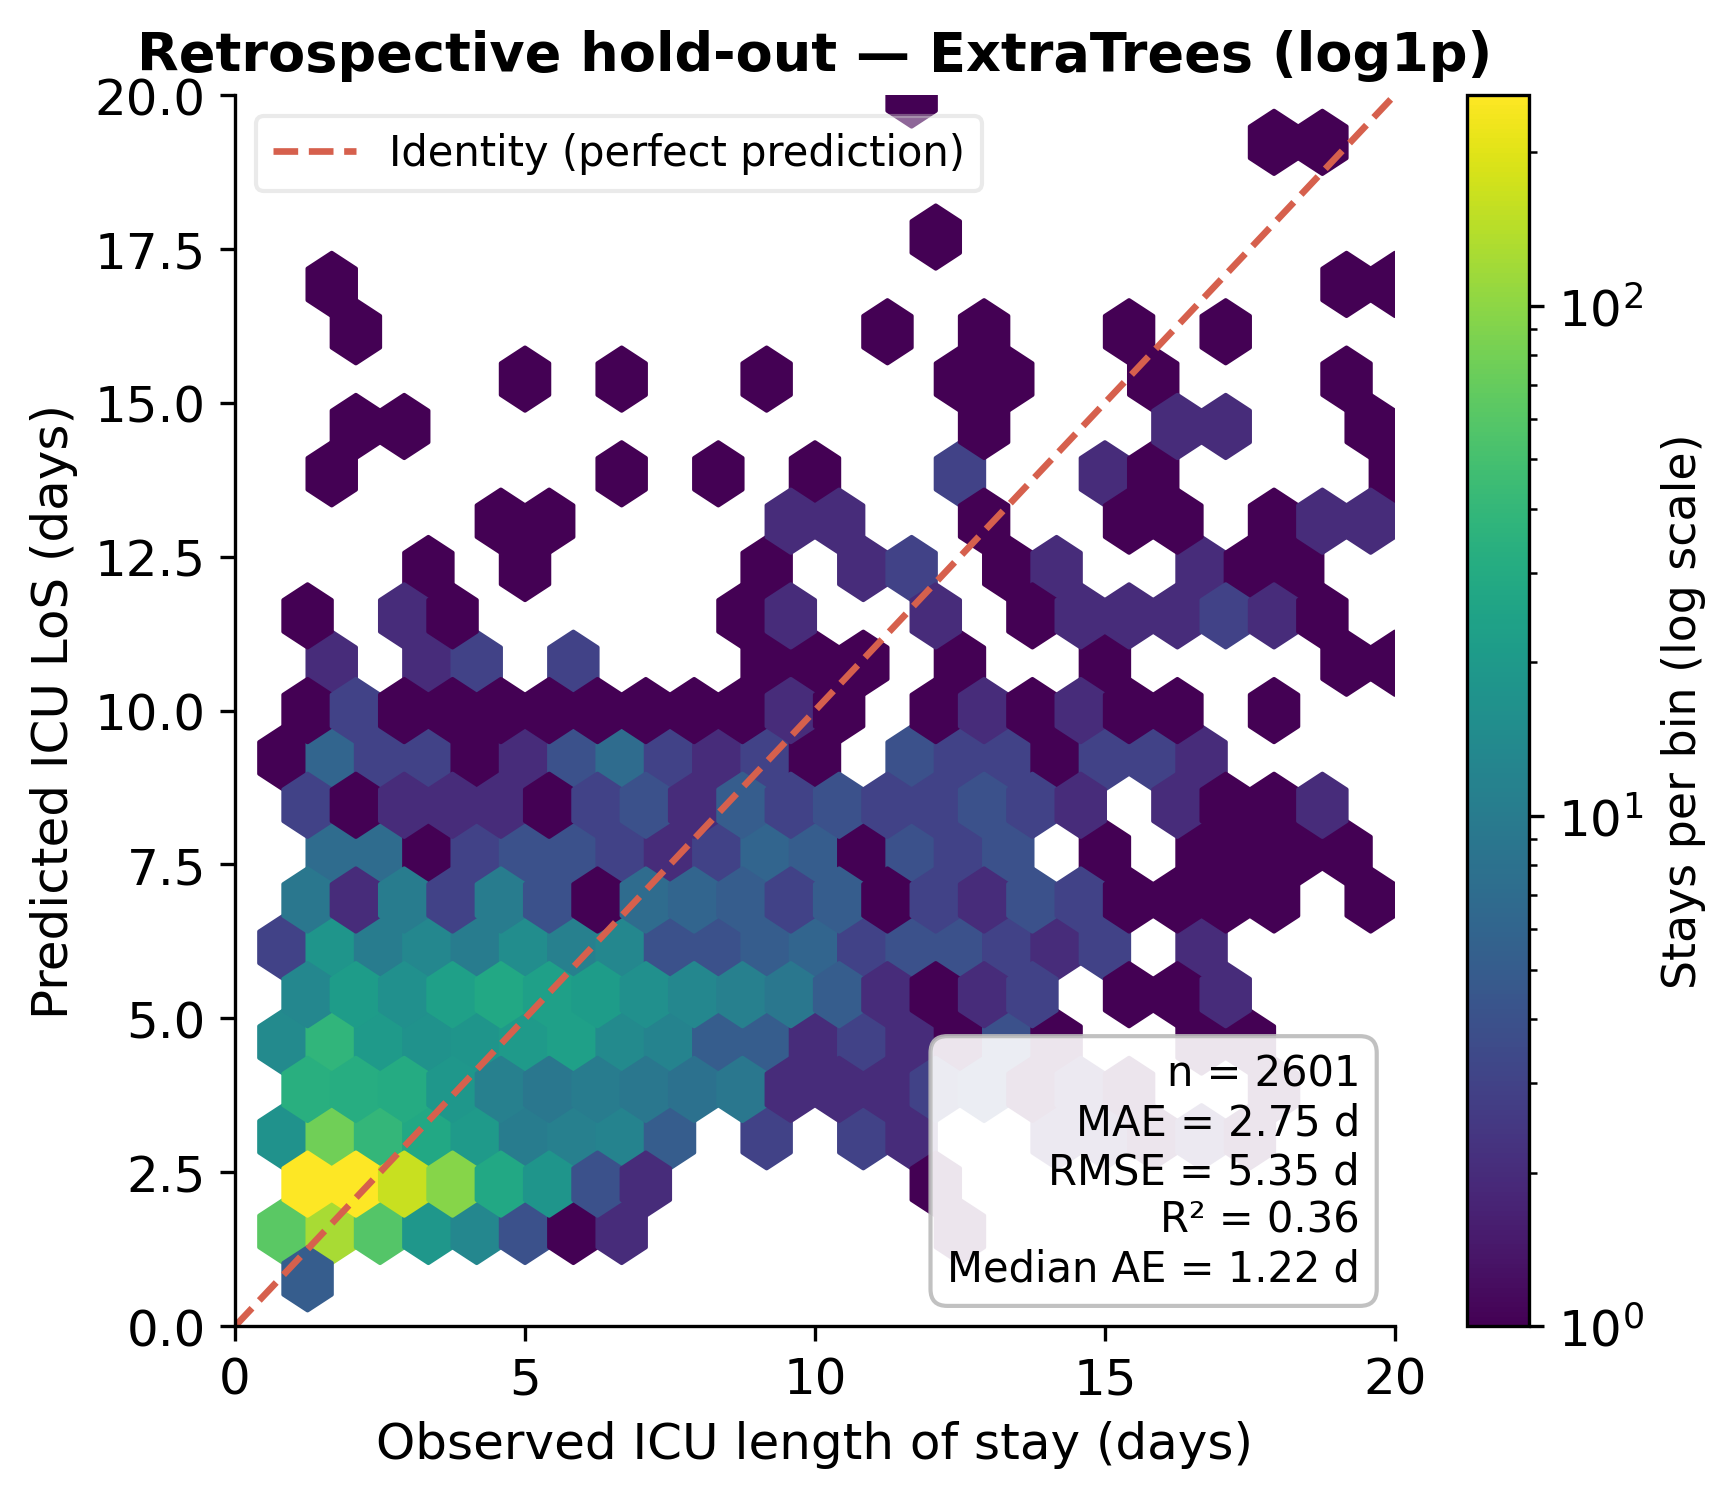 Retrospective hold-out — ExtraTrees (log1p)
Identity (perfect prediction)
20.0
17.5
15.0
12.5
10.0
7.5
5.0
2.5
0.0
Predicted ICU LoS (days)
0 5 10 15 20
Observed ICU length of stay (days)
n = 2601
MAE = 2.75 d
RMSE = 5.35 d
R² = 0.36
Median AE = 1.22 d
10²
10¹
10⁰
Stays per bin (log scale)